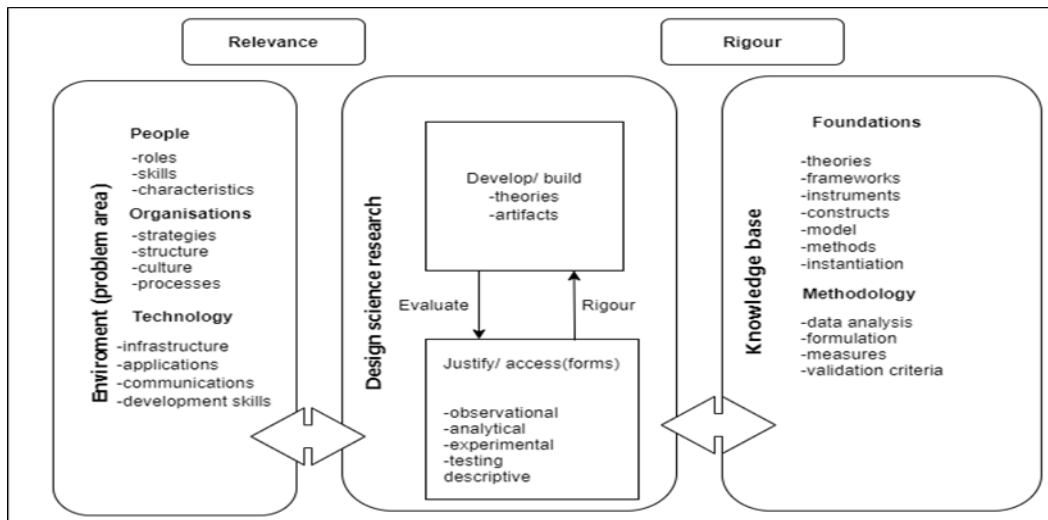 Relevance
Rigour
Enviroment (problem area)
People
-roles
-skills
-characteristics
Organisations
-strategies
-structure
-culture
-processes
Technology
-infrastructure
-applications
-communications
-development skills
Design science research
Develop/ build
-theories
-artifacts
Evaluate
Rigour
Justify/ access(forms)
-observational
-analytical
-experimental
-testing
descriptive
Knowledge base
Foundations
-theories
-frameworks
-instruments
-constructs
-model
-methods
-instantiation
Methodology
-data analysis
-formulation
-measures
-validation criteria